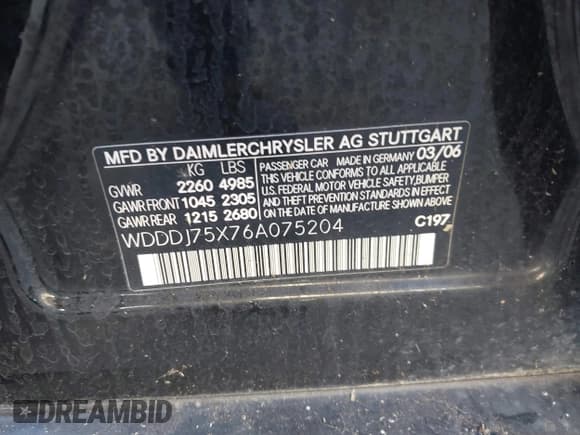 MFD BY DAIMLERCHRYSLER AG STUTTGART
KG LBS
GVWR 2260 4985
GAWR FRONT 1045 2305
GAWR REAR 1215 2680
PASSENGER CAR MADE IN GERMANY 03/06
THIS VEHICLE CONFORMS TO ALL APPLICABLE
U.S. FEDERAL MOTOR VEHICLE SAFETY, BUMPER
AND THEFT PREVENTION STANDARDS IN EFFECT
ON THE DATE OF MANUFACTURE SHOWN ABOVE.
WDDDJ75X76A075204
C197
DREAMBID